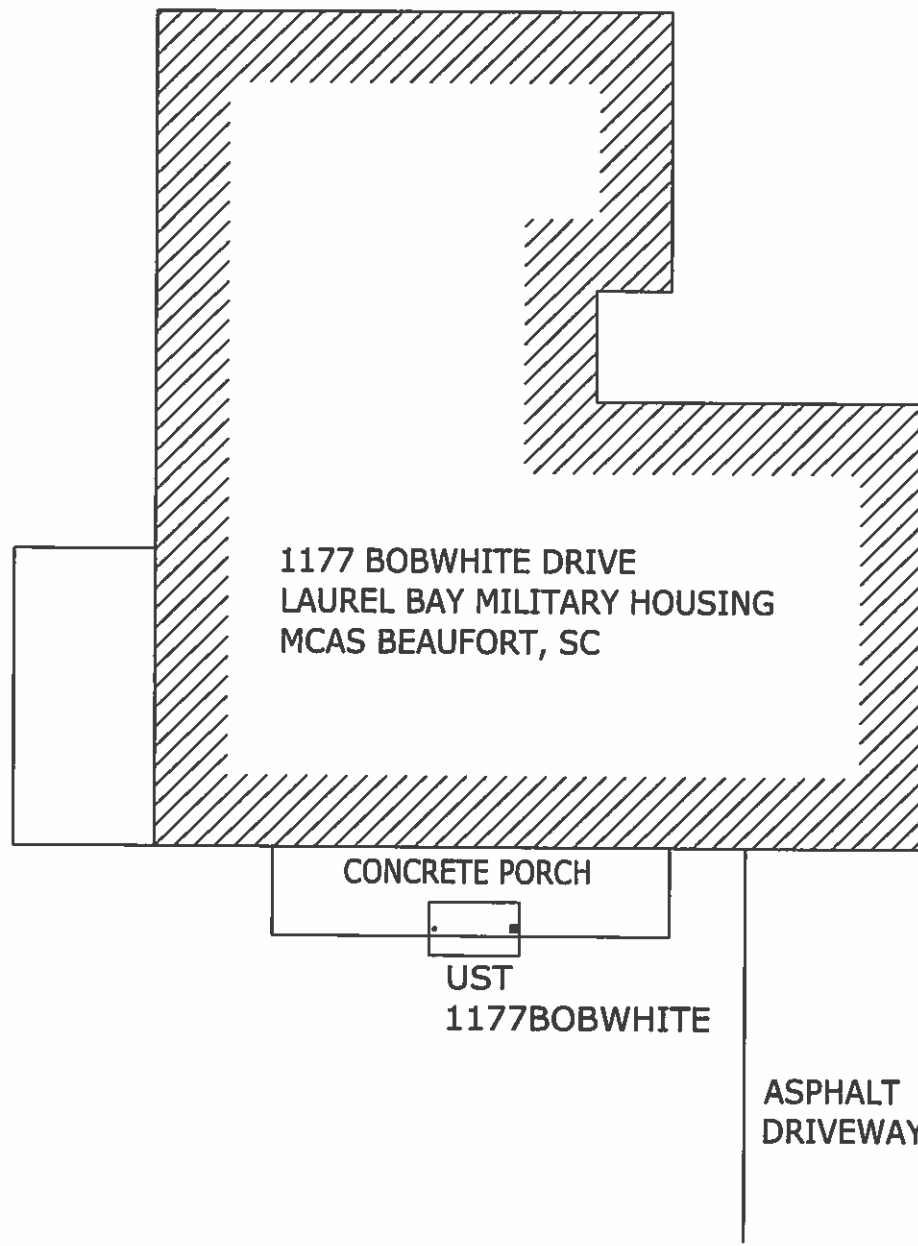 1177 BOBWHITE DRIVE
LAUREL BAY MILITARY HOUSING
MCAS BEAUFORT, SC
CONCRETE PORCH
UST
1177BOBWHITE
ASPHALT
DRIVEWAY